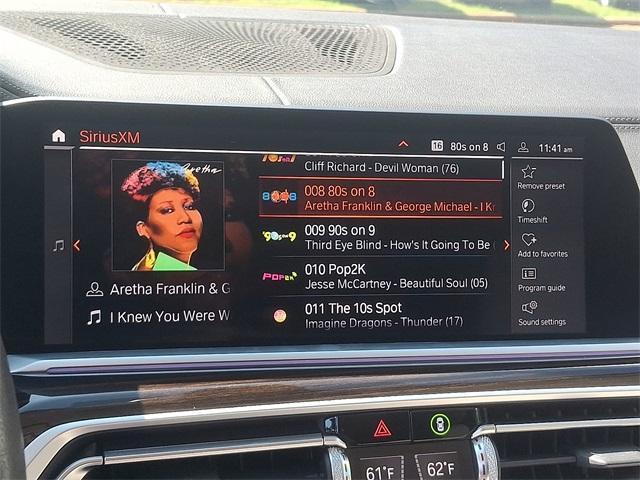 SiriusXM
16 80s on 8
11:41 am
Aretha
Cliff Richard - Devil Woman (76)
008 80s on 8
Aretha Franklin & George Michael - I K
009 90s on 9
Third Eye Blind - How's It Going To Be
010 Pop2K
Jesse McCartney - Beautiful Soul (05)
011 The 10s Spot
Imagine Dragons - Thunder (17)
Aretha Franklin & G
I Knew You Were W
Remove preset
Timeshift
Add to favorites
Program guide
Sound settings
61°F
62°F